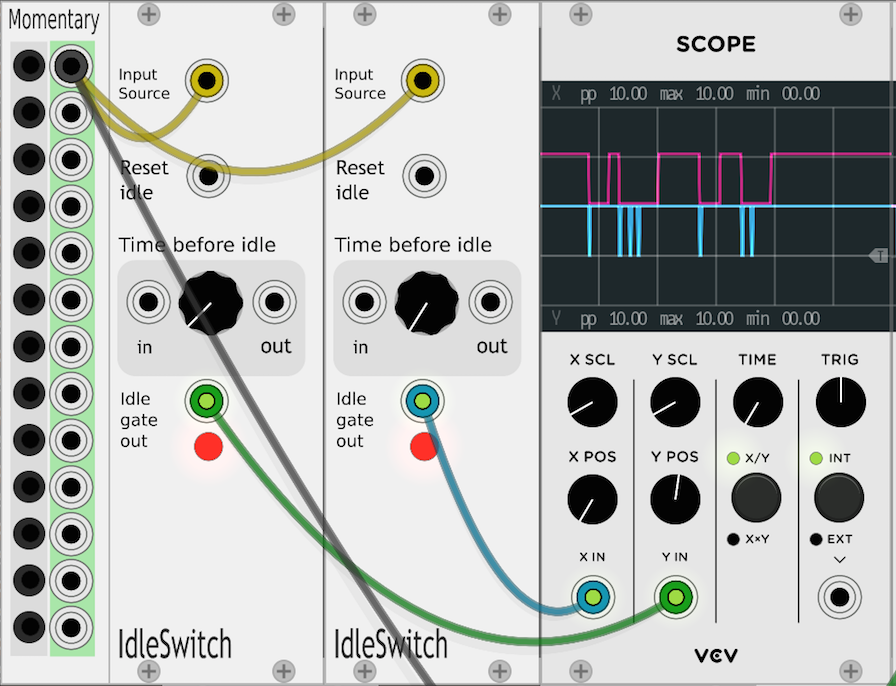 Momentary
Input
Source
Reset
idle
Time before idle
in
out
Idle
gate
out
IdleSwitch
Input
Source
Reset
idle
Time before idle
in
out
Idle
gate
out
IdleSwitch
SCOPE
X pp 10.00 max 10.00 min 00.00
T
Y pp 10.00 max 10.00 min 00.00
X SCL Y SCL TIME TRIG
X POS Y POS X/Y INT
X×Y EXT
X IN Y IN
VCV